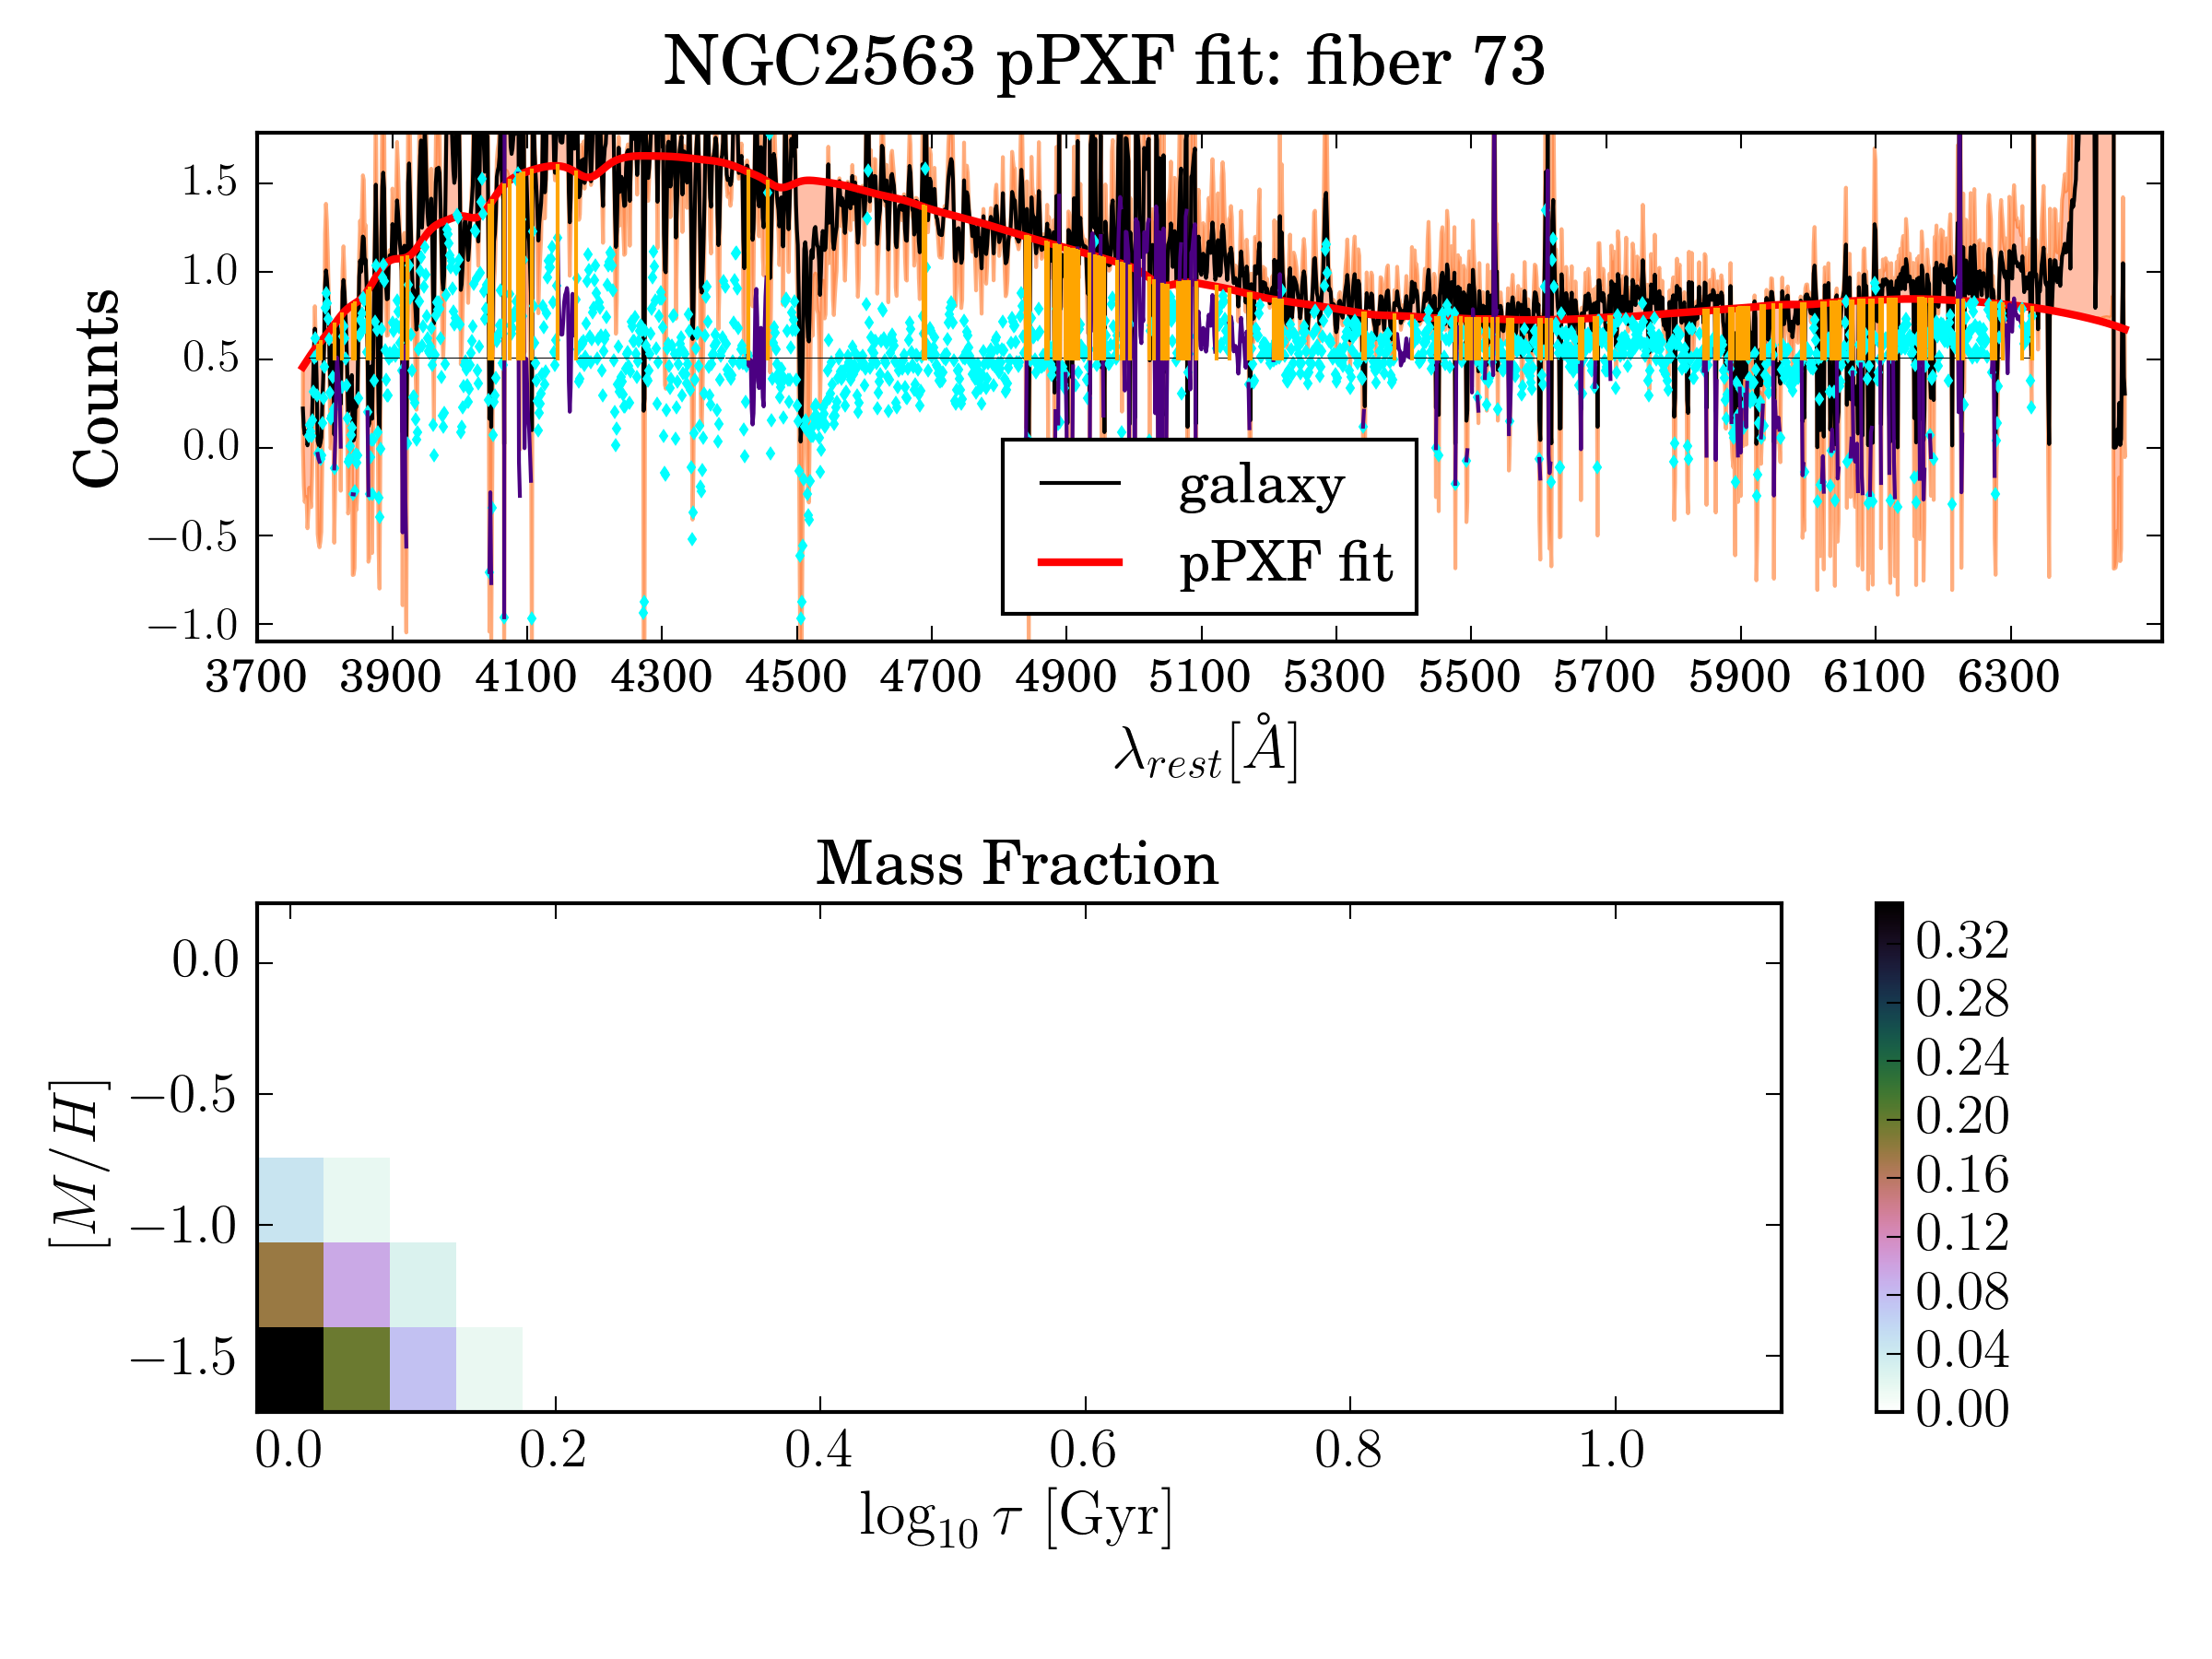 NGC2563 pPXF fit: fiber 73
Counts
1.5
1.0
0.5
0.0
−0.5
−1.0
galaxy
pPXF fit
3700 3900 4100 4300 4500 4700 4900 5100 5300 5500 5700 5900 6100 6300
λ_{rest}[Å]
Mass Fraction
[M/H]
0.0
−0.5
−1.0
−1.5
0.0 0.2 0.4 0.6 0.8 1.0
log₁₀ τ [Gyr]
0.32
0.28
0.24
0.20
0.16
0.12
0.08
0.04
0.00